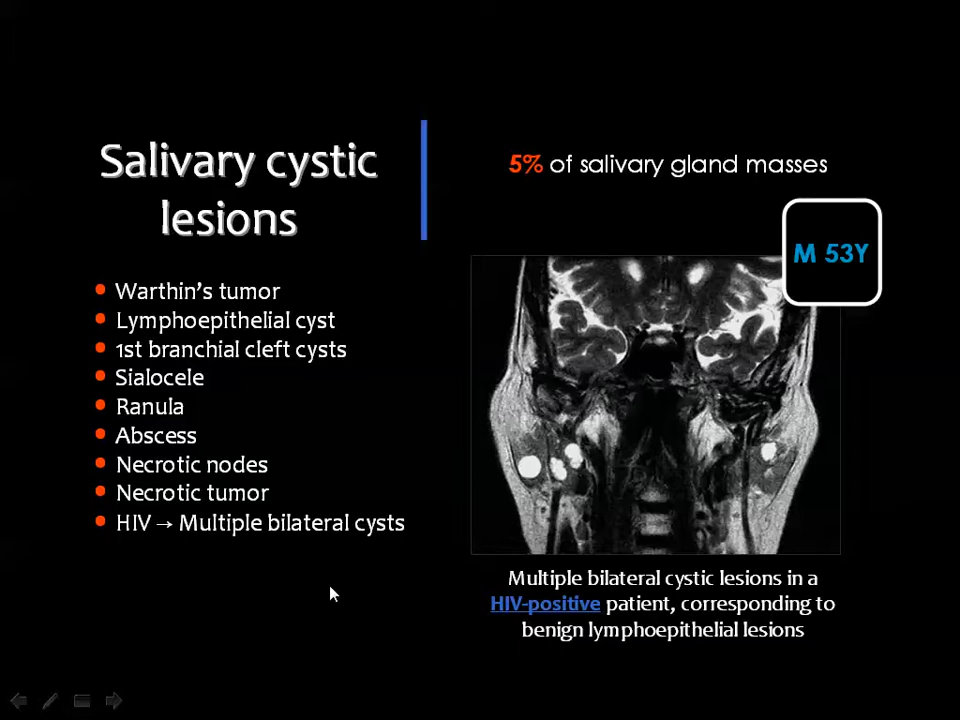 Salivary cystic
lesions
5% of salivary gland masses
M 53Y
• Warthin's tumor
• Lymphoepithelial cyst
• 1st branchial cleft cysts
• Sialocele
• Ranula
• Abscess
• Necrotic nodes
• Necrotic tumor
• HIV → Multiple bilateral cysts
Multiple bilateral cystic lesions in a
HIV-positive patient, corresponding to
benign lymphoepithelial lesions